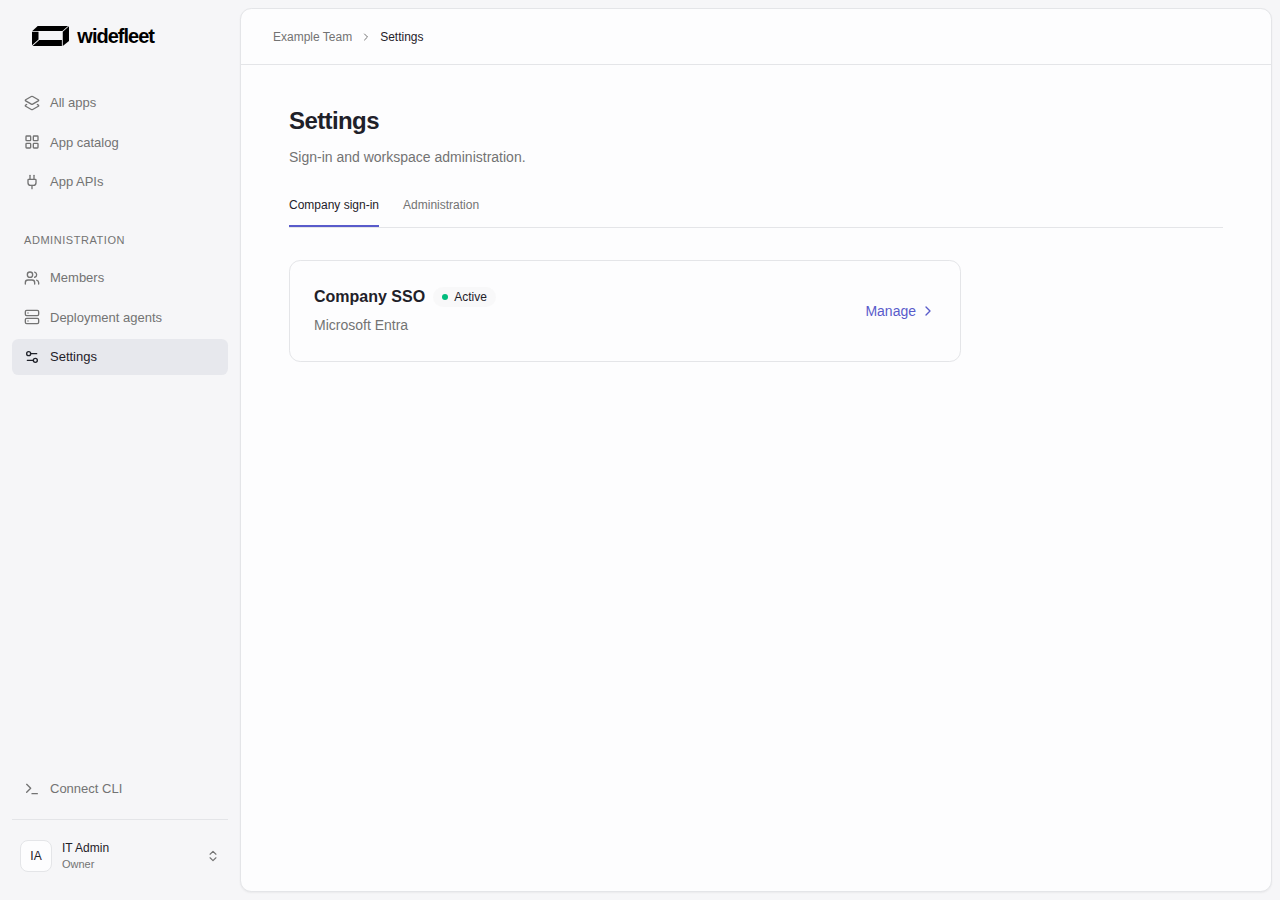 widefleet
All apps
App catalog
App APIs
ADMINISTRATION
Members
Deployment agents
Settings
Connect CLI
IA
IT Admin
Owner
Example Team
Settings
Settings
Sign-in and workspace administration.
Company sign-in
Administration
Company SSO
Active
Microsoft Entra
Manage